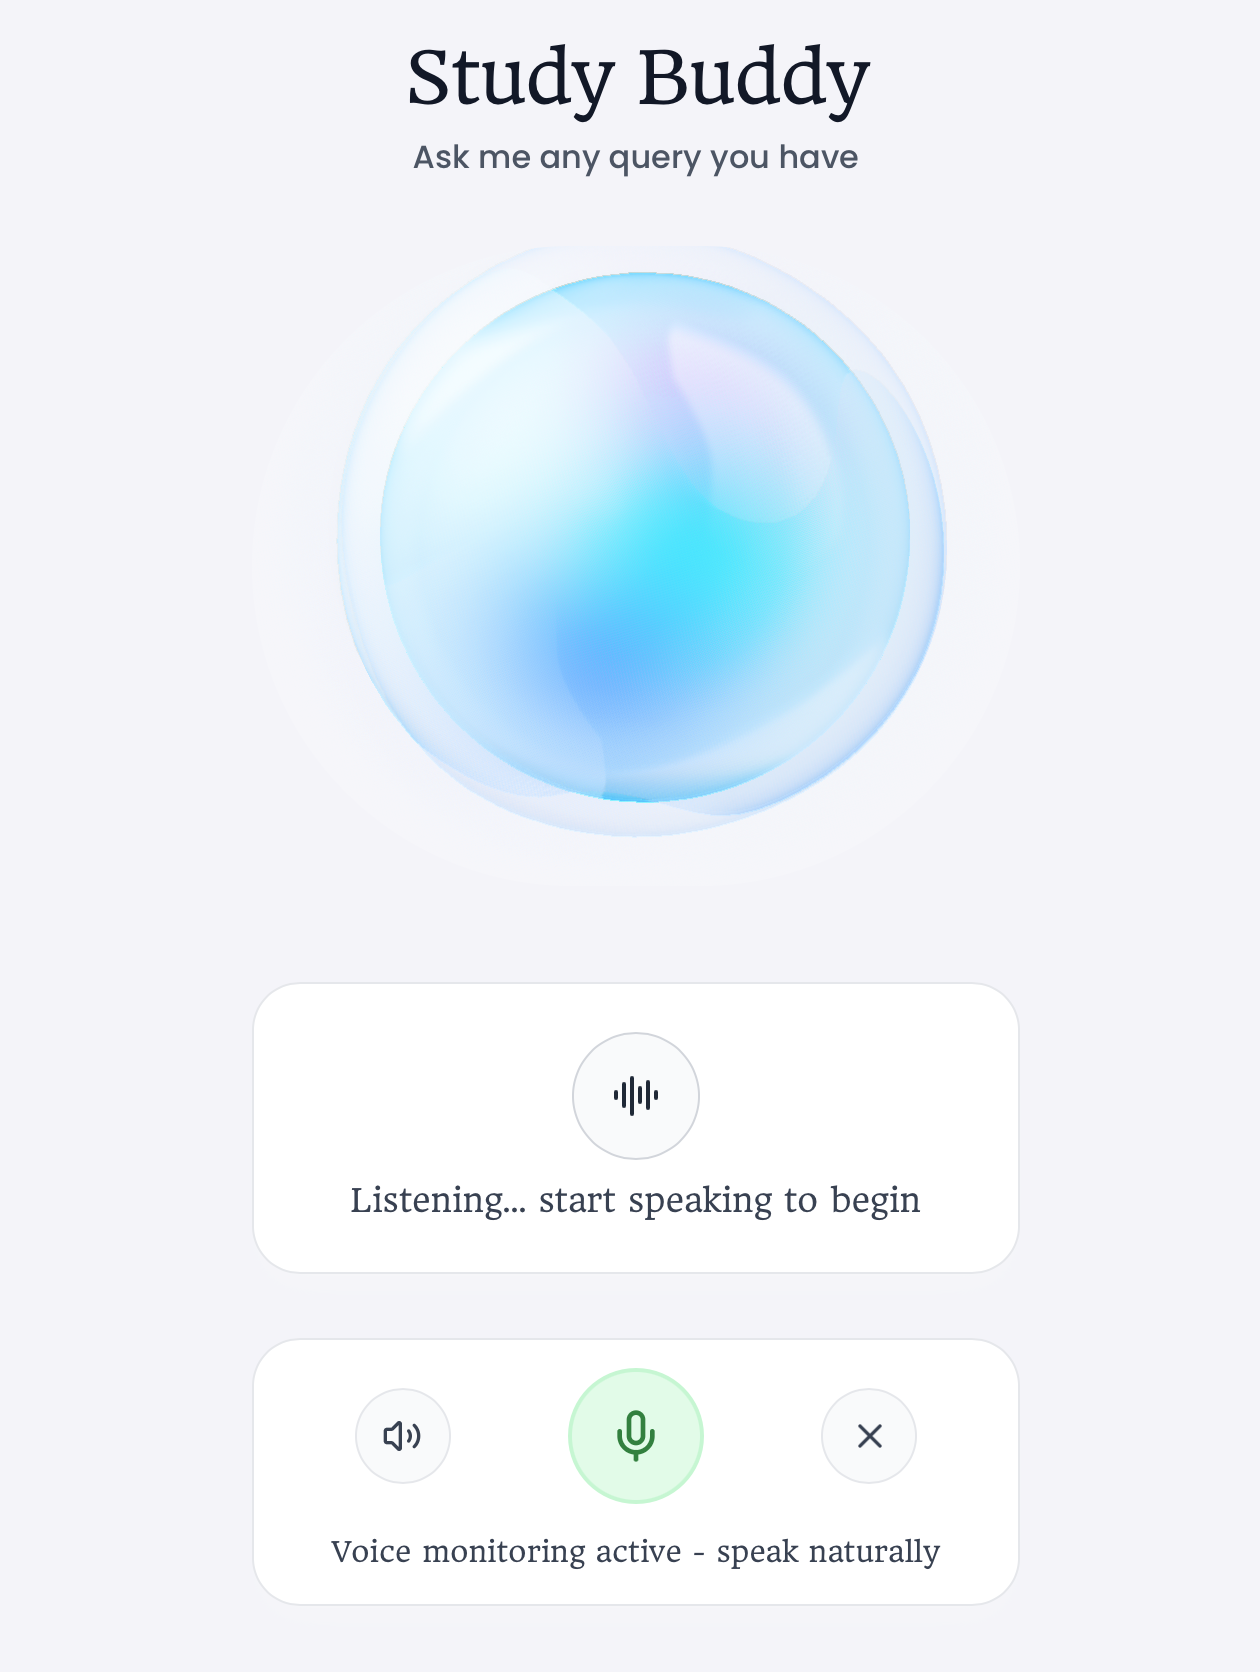 Study Buddy
Ask me any query you have
Listening... start speaking to begin
Voice monitoring active - speak naturally